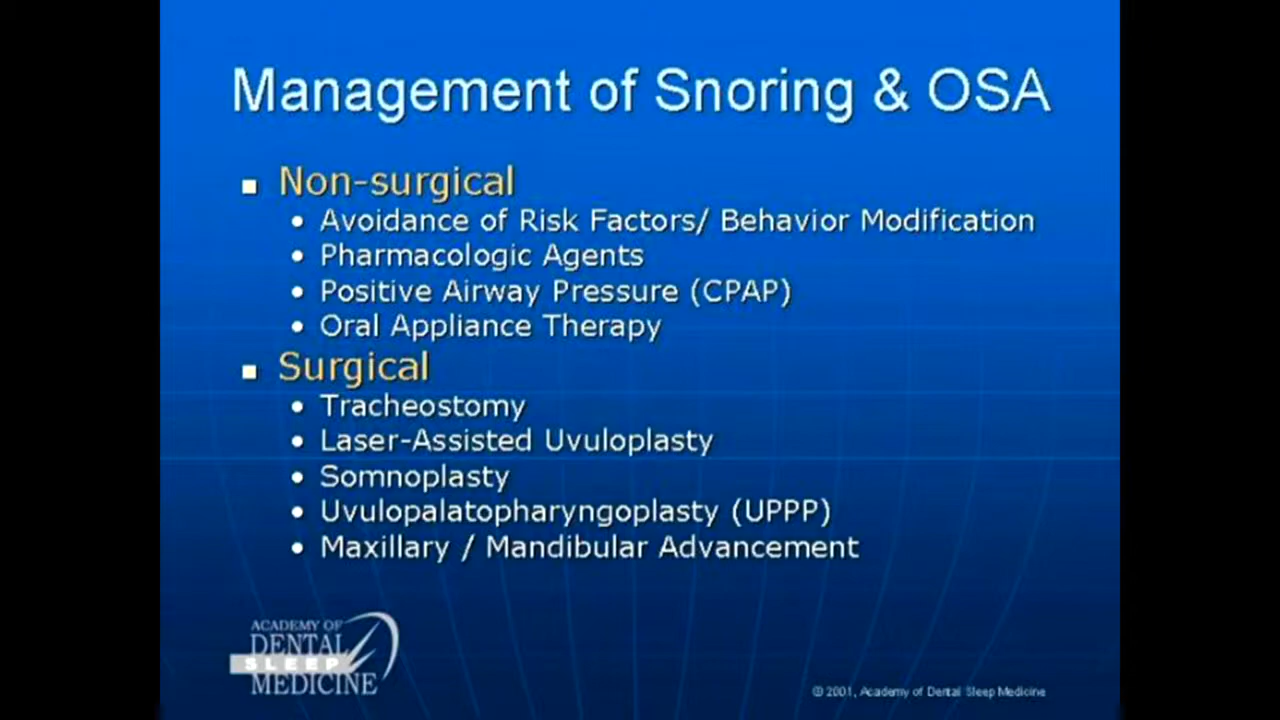 Management of Snoring & OSA
Non-surgical
Avoidance of Risk Factors/ Behavior Modification
Pharmacologic Agents
Positive Airway Pressure (CPAP)
Oral Appliance Therapy
Surgical
Tracheostomy
Laser-Assisted Uvuloplasty
Somnoplasty
Uvulopalatopharyngoplasty (UPPP)
Maxillary / Mandibular Advancement
ACADEMY OF
DENTAL
SLEEP
MEDICINE
© 2001, Academy of Dental Sleep Medicine